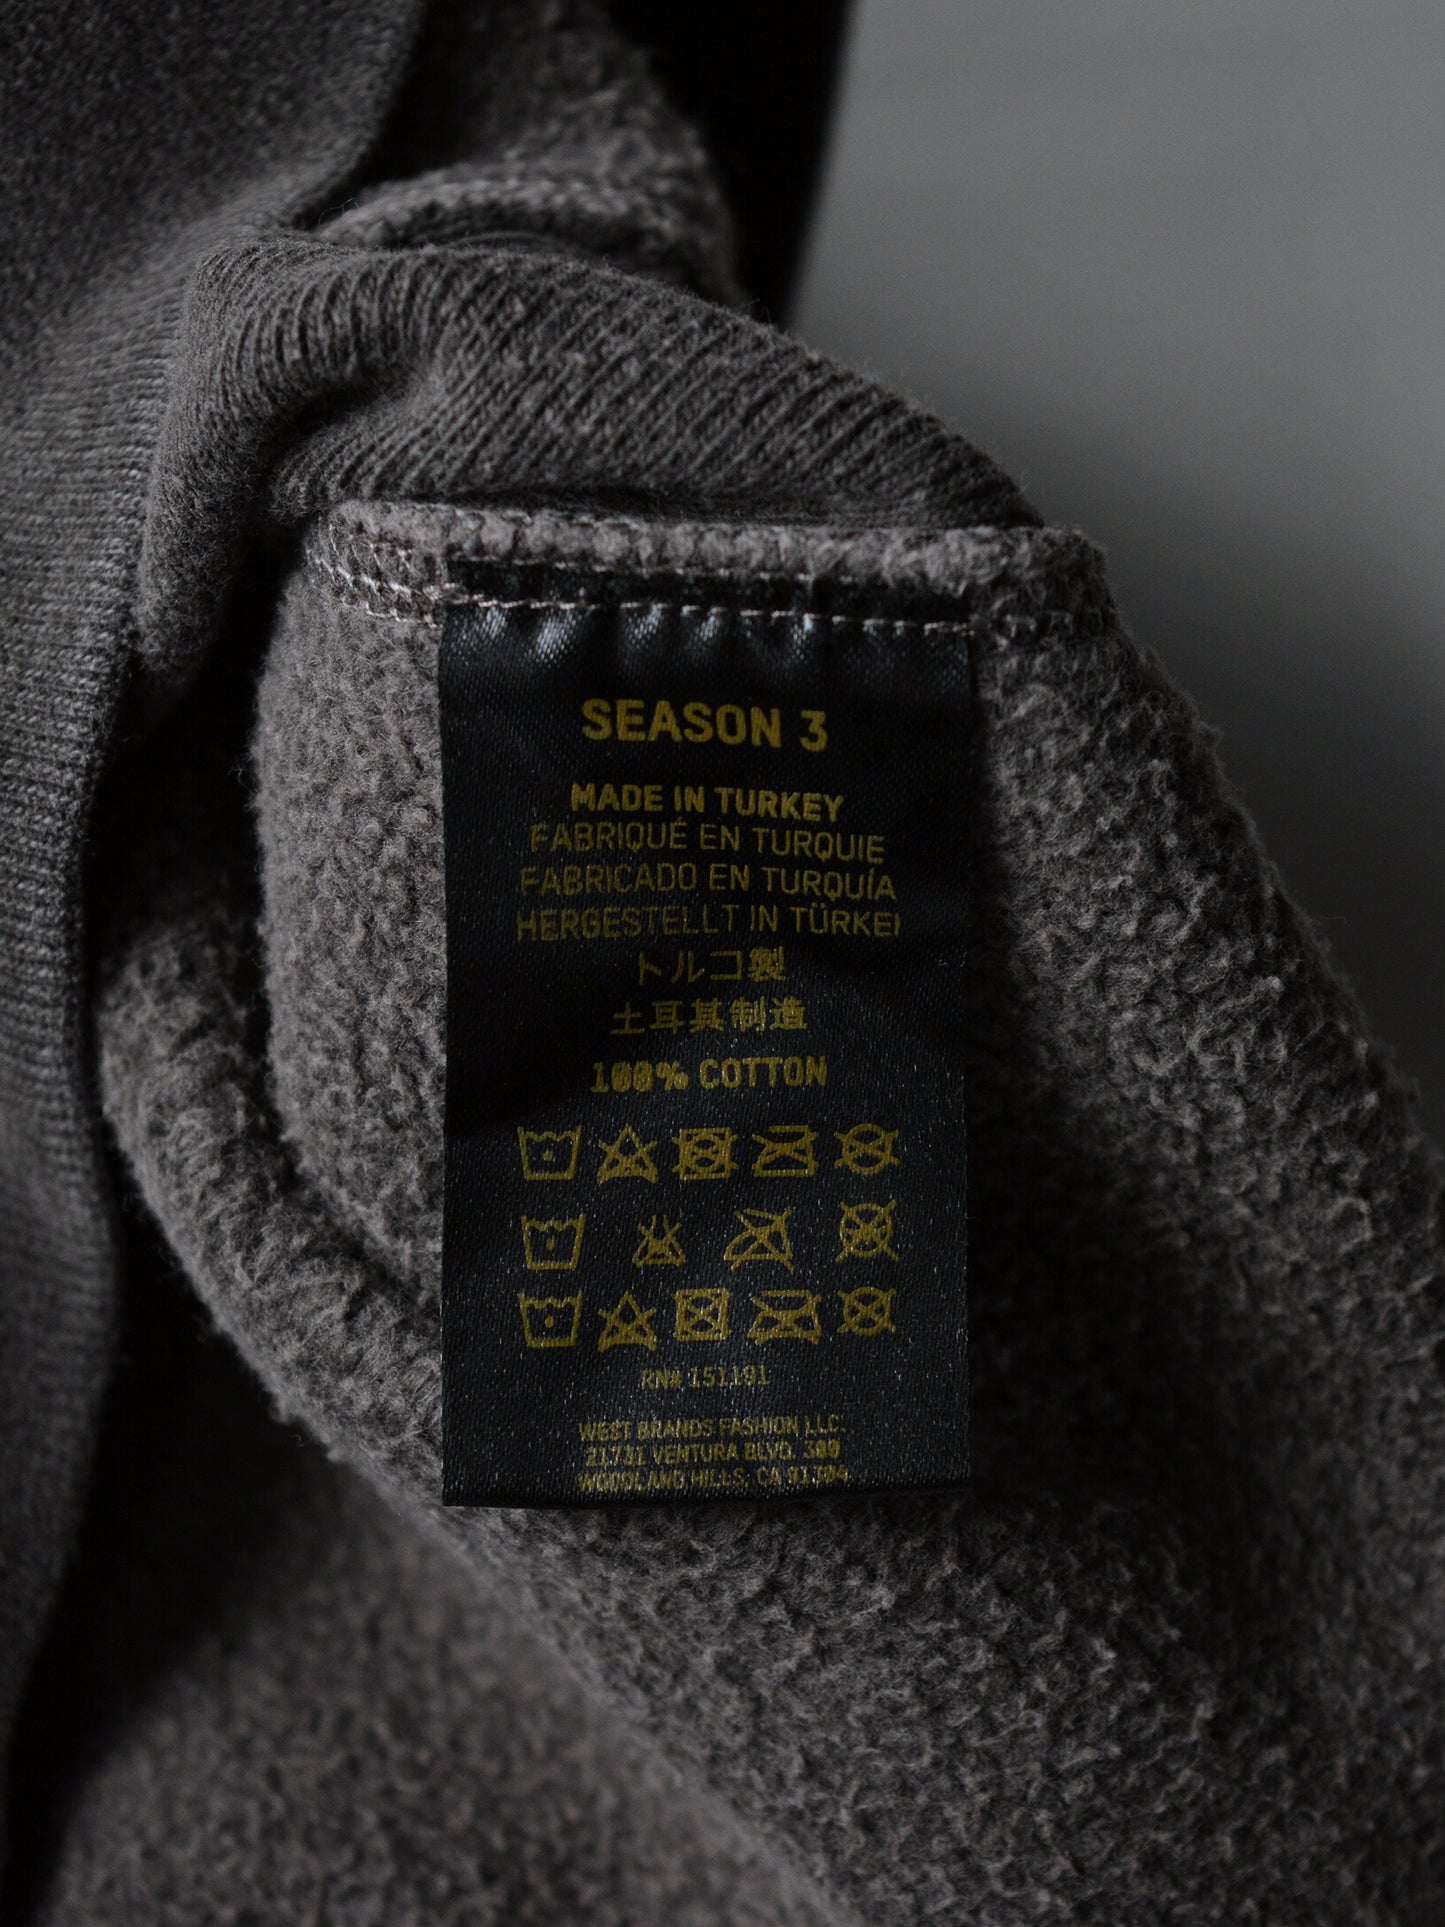 SEASON 3
MADE IN TURKEY
FABRIQUÉ EN TURQUIE
FABRICADO EN TURQUÍA
HERGESTELLT IN TÜRKEI
トルコ製
土耳其制造
100% COTTON
RN# 151191
WEST BRANDS FASHION LLC.
21731 VENTURA BLVD. 300
WOODLAND HILLS, CA 91364